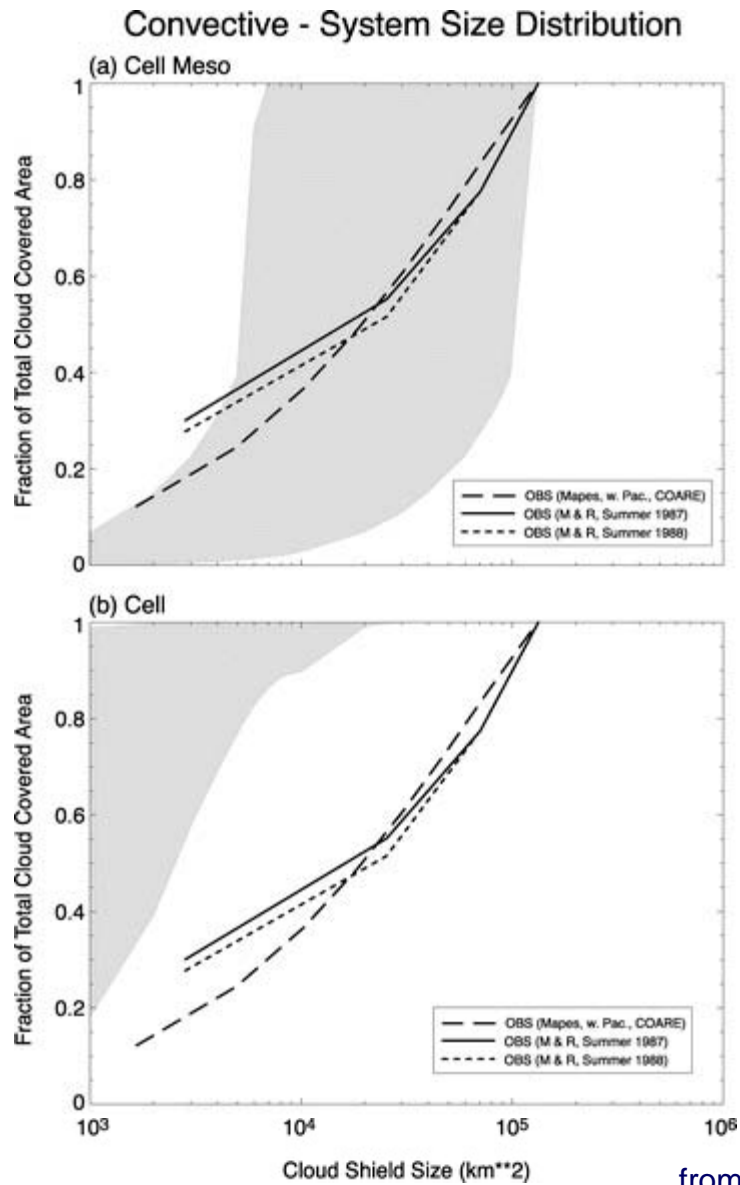 Convective - System Size Distribution
(a) Cell Meso
1
0.8
0.6
0.4
0.2
0
Fraction of Total Cloud Covered Area
OBS (Mapes, w. Pac., COARE)
OBS (M & R, Summer 1987)
OBS (M & R, Summer 1988)
(b) Cell
1
0.8
0.6
0.4
0.2
0
Fraction of Total Cloud Covered Area
OBS (Mapes, w. Pac., COARE)
OBS (M & R, Summer 1987)
OBS (M & R, Summer 1988)
10³ 10⁴ 10⁵ 10⁶
Cloud Shield Size (km**2)
from